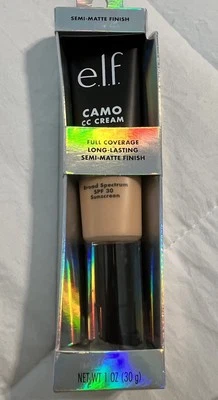 SEMI-MATTE FINISH
e.l.f.
CAMO
CC CREAM
FULL COVERAGE
LONG-LASTING
SEMI-MATTE FINISH
Broad Spectrum
SPF 30
Sunscreen
NET WT 1 OZ (30 g)